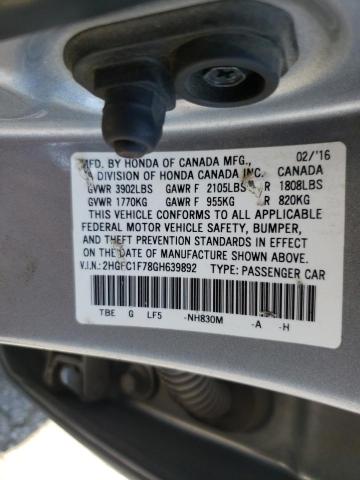 MFD. BY HONDA OF CANADA MFG., 02/'16
A DIVISION OF HONDA CANADA INC. CANADA
GVWR 3902LBS GAWR F 2105LBS R 1808LBS
GVWR 1770KG GAWR F 955KG R 820KG
THIS VEHICLE CONFORMS TO ALL APPLICABLE
FEDERAL MOTOR VEHICLE SAFETY, BUMPER,
AND THEFT PREVENTION STANDARDS IN EFFECT
ON THE DATE OF MANUFACTURE SHOWN ABOVE.
V.I.N.: 2HGFC1F78GH639892 TYPE: PASSENGER CAR
TBE G LF5 -NH830M -A -H